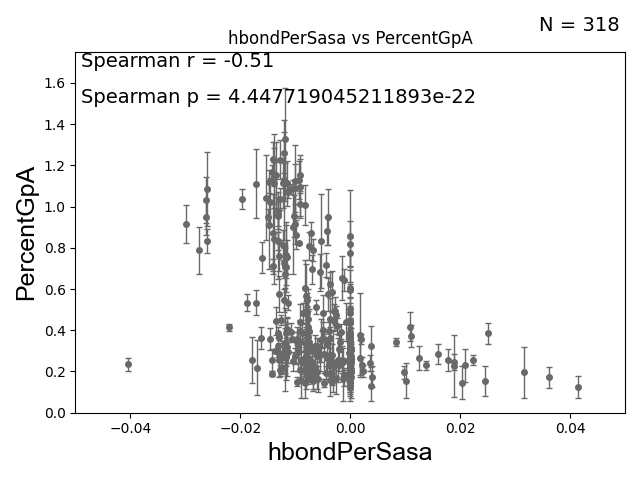 N = 318
hbondPerSasa vs PercentGpA
Spearman r = -0.51
Spearman p = 4.447719045211893e-22
1.6
1.4
1.2
1.0
0.8
0.6
0.4
0.2
0.0
PercentGpA
−0.04 −0.02 0.00 0.02 0.04
hbondPerSasa